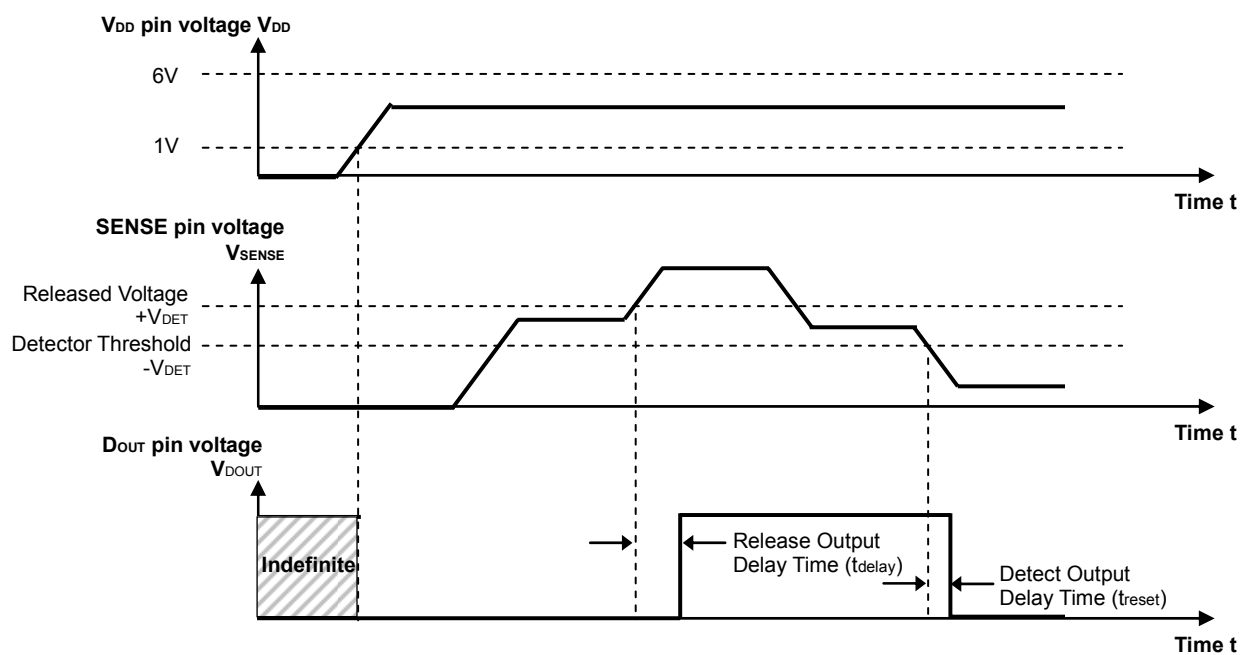 VDD pin voltage VDD
6V
1V
Time t
SENSE pin voltage
VSENSE
Released Voltage
+VDET
Detector Threshold
-VDET
Time t
DOUT pin voltage
VDOUT
Indefinite
Release Output
Delay Time (tdelay)
Detect Output
Delay Time (treset)
Time t